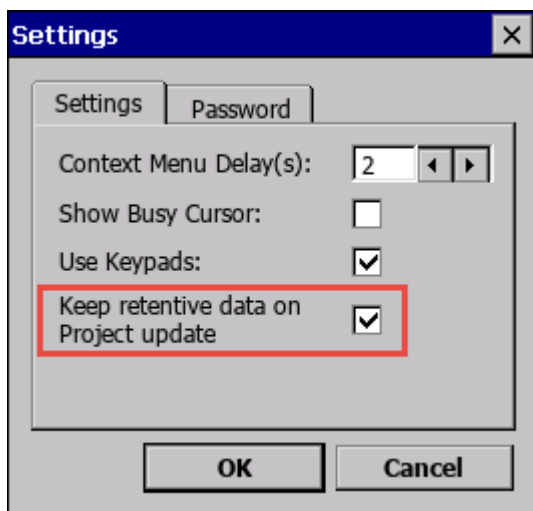 Settings
Settings Password
Context Menu Delay(s): 2
Show Busy Cursor:
Use Keypads:
Keep retentive data on
Project update
OK Cancel